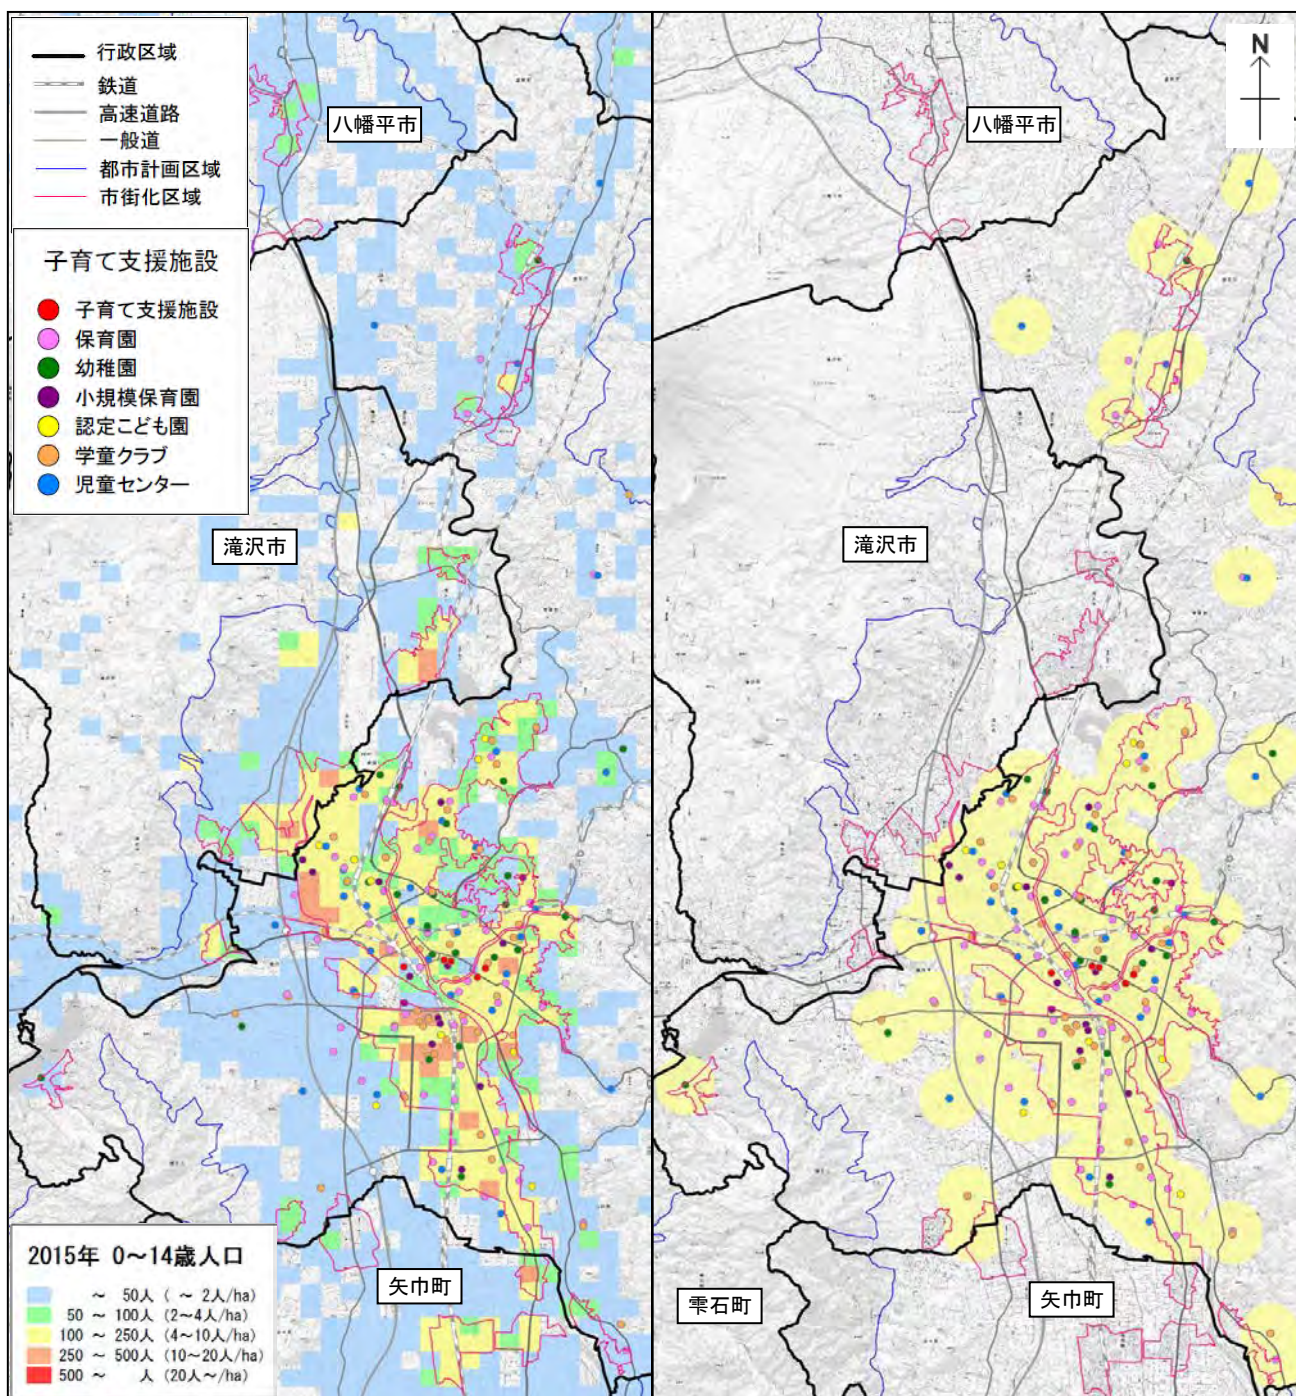 行政区域
鉄道
高速道路
一般道
都市計画区域
市街化区域
子育て支援施設
子育て支援施設
保育園
幼稚園
小規模保育園
認定こども園
学童クラブ
児童センター
八幡平市
滝沢市
矢巾町
2015年 0～14歳人口
～ 50人 ( ～ 2人/ha)
50 ～ 100人 (2～4人/ha)
100 ～ 250人 (4～10人/ha)
250 ～ 500人 (10～20人/ha)
500 ～ 人 (20人～/ha)
N
八幡平市
滝沢市
雫石町
矢巾町